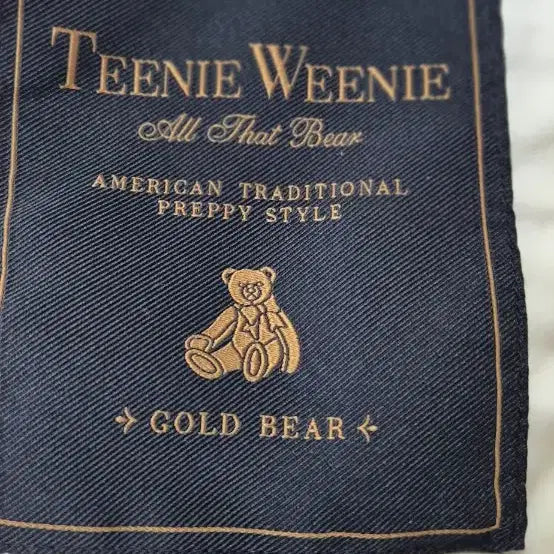 TEENIE WEENIE
All That Bear
AMERICAN TRADITIONAL
PREPPY STYLE
GOLD BEAR